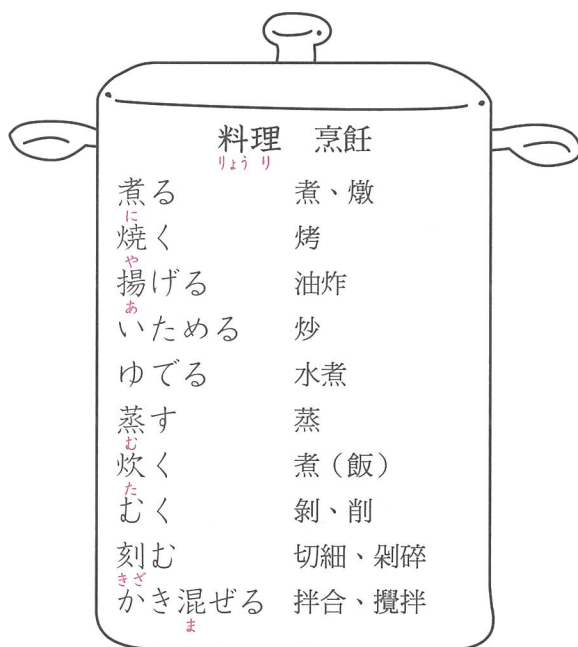 料理　烹飪
りょう り
煮る　煮、燉
に
焼く　烤
や
揚げる　油炸
あ
いためる　炒
ゆでる　水煮
蒸す　蒸
む
炊く　煮（飯）
た
むく　剝、削
刻む　切細、剁碎
きざ
かき混ぜる　拌合、攪拌
ま